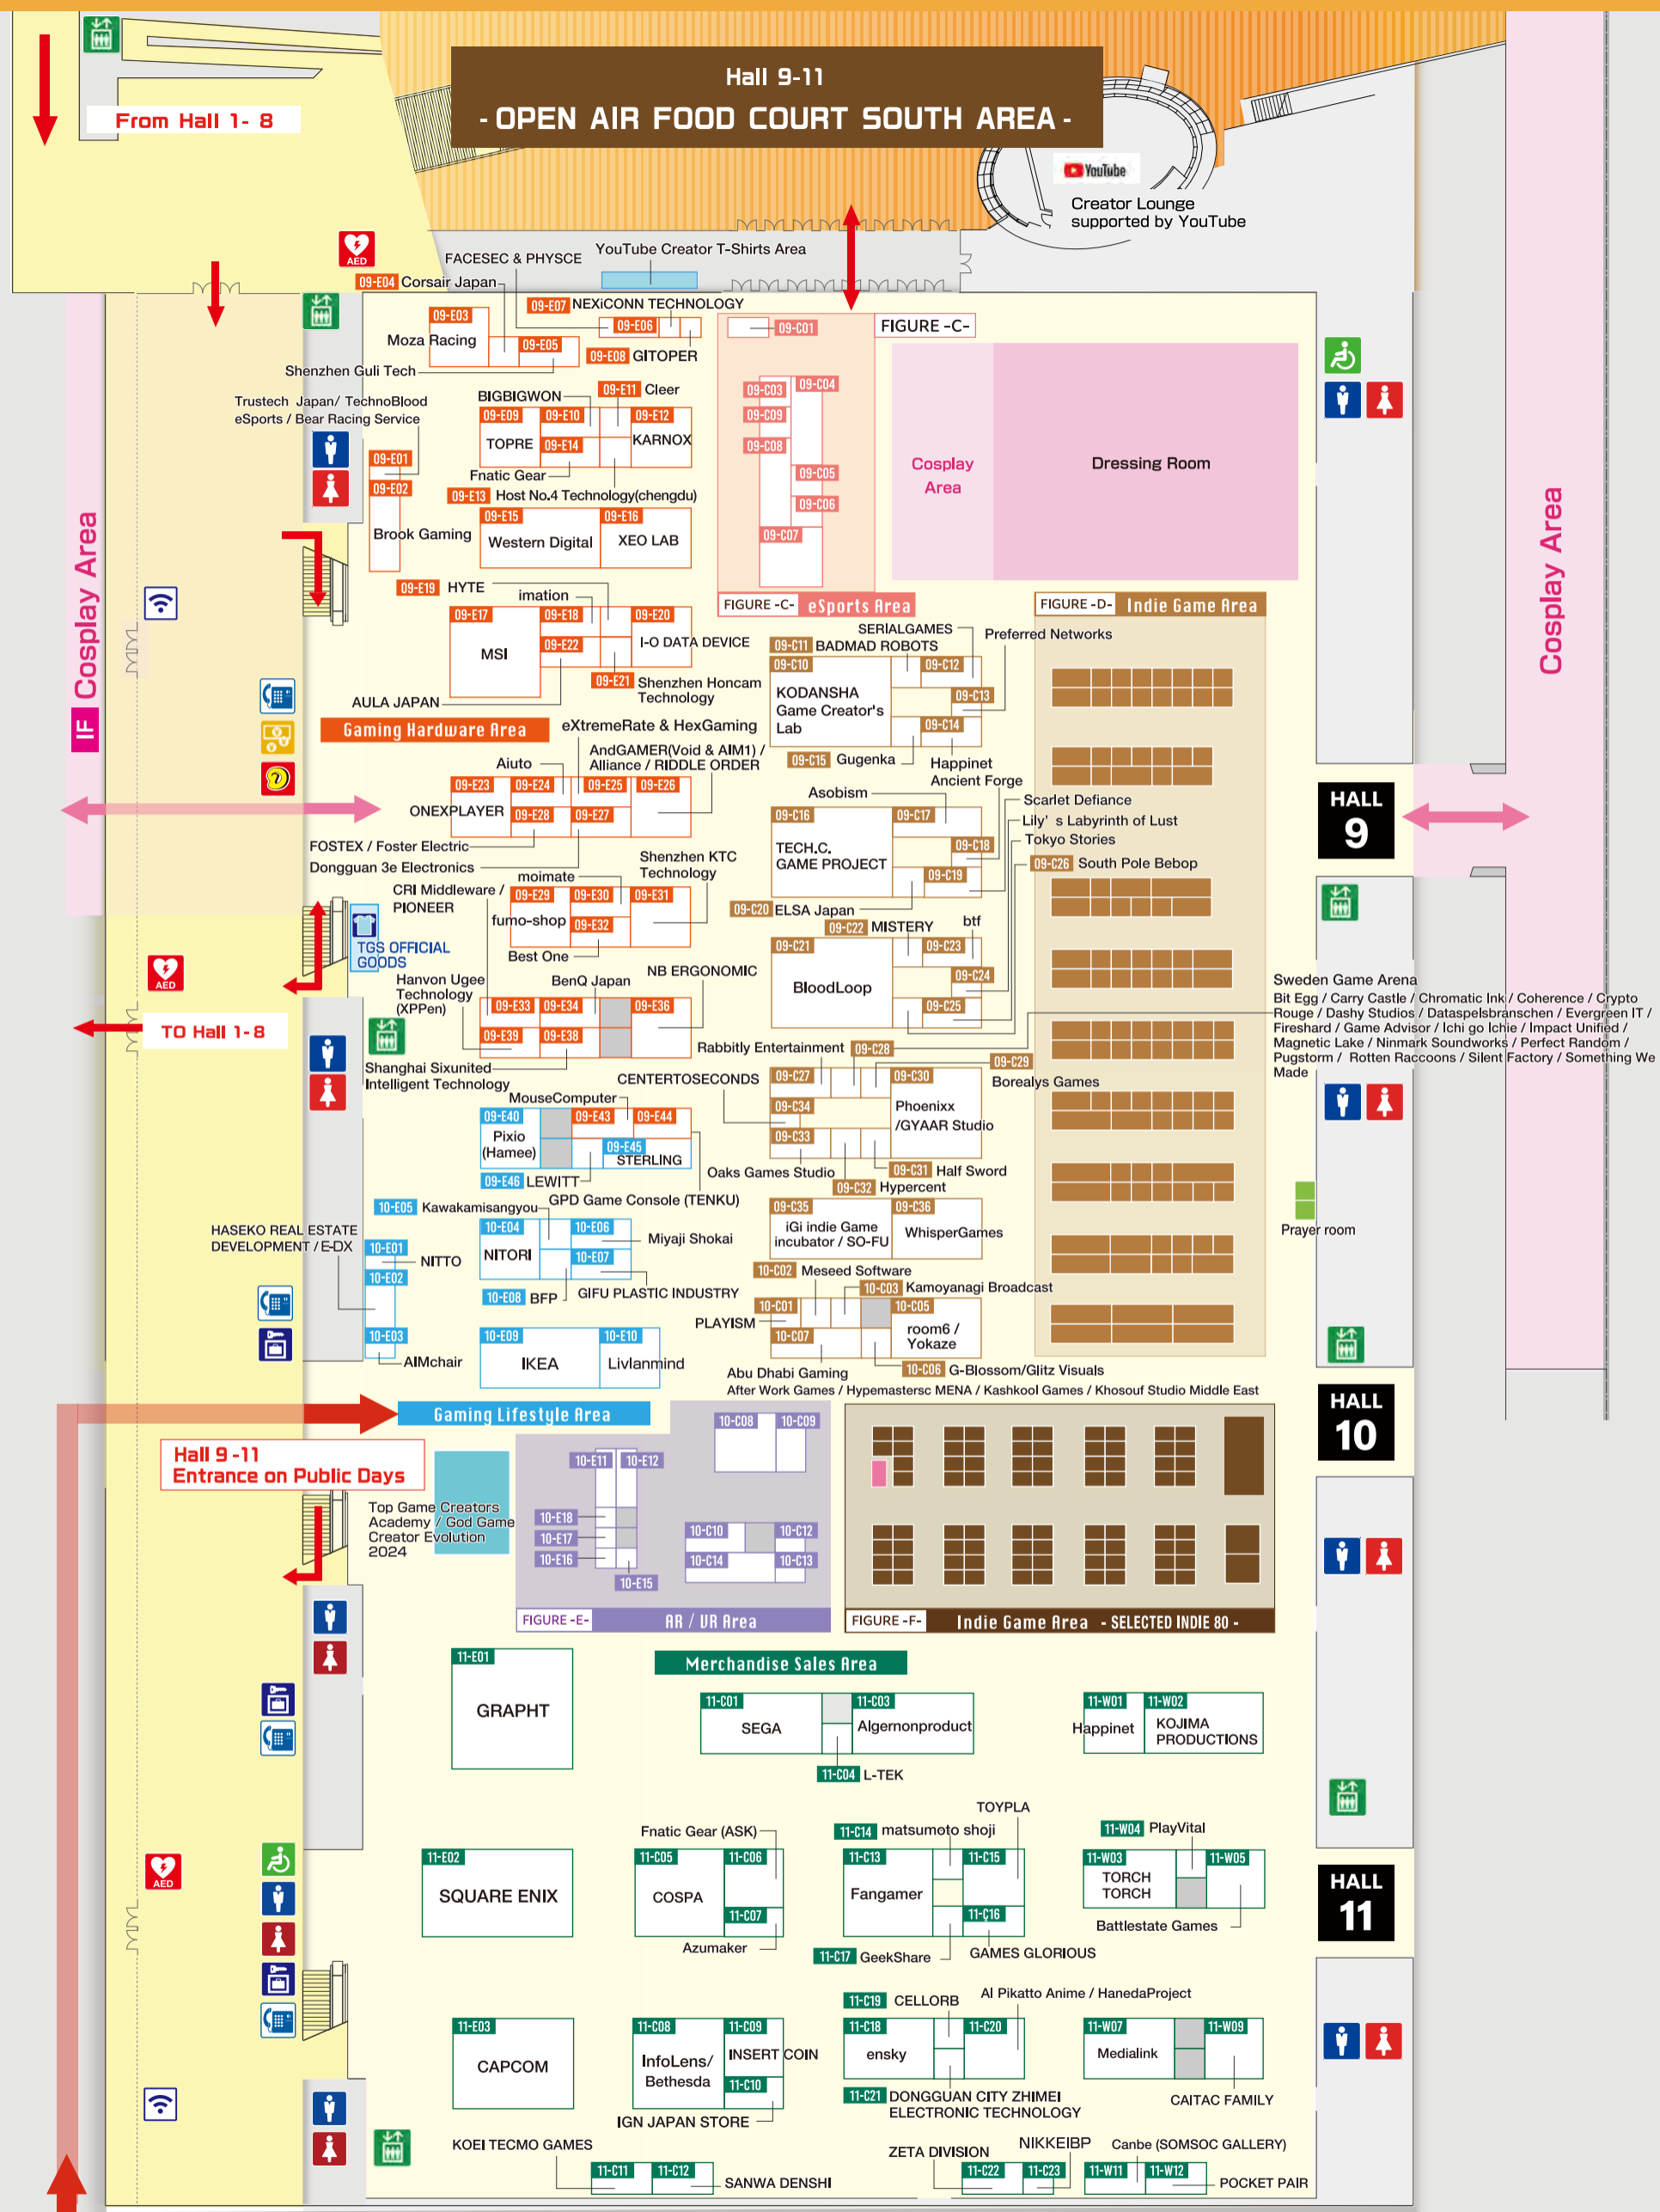 Hall 9-11
- OPEN AIR FOOD COURT SOUTH AREA -
From Hall 1- 8
YouTube
Creator Lounge
supported by YouTube
AED
FACESEC & PHYSCE
YouTube Creator T-Shirts Area
09-E04 Corsair Japan
09-E07 NEXiCONN TECHNOLOGY
09-E03
Moza Racing
09-E05
09-E06
09-E08 GITOPER
Shenzhen Guli Tech
09-C01
FIGURE -C-
Trustech Japan/ TechnoBlood
eSports / Bear Racing Service
09-E01
09-E02
Brook Gaming
BIGBIGWON
09-E11 Cleer
09-E09
TOPRE
09-E10
09-E14
09-E12
KARNOX
Fnatic Gear
09-E13 Host No.4 Technology(chengdu)
09-E15
Western Digital
09-E16
XEO LAB
09-C03
09-C04
09-C09
09-C08
09-C05
09-C06
09-C07
FIGURE -C- eSports Area
Cosplay
Area
Dressing Room
IF Cosplay Area
Cosplay Area
09-E19 HYTE
imation
09-E17
MSI
09-E18
09-E22
09-E20
I-O DATA DEVICE
09-E21 Shenzhen Honcam
Technology
AULA JAPAN
Gaming Hardware Area
eXtremeRate & HexGaming
AndGAMER(Void & AIM1) /
Alliance / RIDDLE ORDER
Aiuto
09-E23
ONEXPLAYER
09-E24
09-E25
09-E26
09-E28
09-E27
FOSTEX / Foster Electric
Dongguan 3e Electronics
Shenzhen KTC
Technology
moimate
CRI Middleware /
PIONEER
09-E29
fumo-shop
09-E30
09-E31
09-E32
Best One
TGS OFFICIAL
GOODS
Hanvon Ugee
Technology
(XPPen)
BenQ Japan
NB ERGONOMIC
09-E33
09-E34
09-E36
09-E39
09-E38
Shanghai Sixunited
Intelligent Technology
AED
TO Hall 1- 8
MouseComputer
09-E40
Pixio
(Hamee)
09-E43
09-E44
09-E45
STERLING
09-E46 LEWITT
GPD Game Console (TENKU)
FIGURE -D- Indie Game Area
SERIALGAMES
Preferred Networks
09-C11 BADMAD ROBOTS
09-C10
KODANSHA
Game Creator's
Lab
09-C12
09-C13
09-C14
09-C15 Gugenka
Happinet
Ancient Forge
Asobism
Scarlet Defiance
Lily' s Labyrinth of Lust
Tokyo Stories
09-C26 South Pole Bebop
09-C16
TECH.C.
GAME PROJECT
09-C17
09-C18
09-C19
09-C20 ELSA Japan
09-C22 MISTERY
btf
09-C21
BloodLoop
09-C23
09-C24
09-C25
Sweden Game Arena
Bit Egg / Carry Castle / Chromatic Ink / Coherence / Crypto
Rouge / Dashy Studios / Dataspelsbranschen / Evergreen IT /
Fireshard / Game Advisor / Ichi go Ichie / Impact Unified /
Magnetic Lake / Ninmark Soundworks / Perfect Random /
Pugstorm / Rotten Raccoons / Silent Factory / Something We
Made
Rabbitly Entertainment 09-C28
09-C29
Borealys Games
CENTERTOSECONDS
09-C27
09-C30
Phoenixx
/GYAAR Studio
09-C34
09-C33
Oaks Games Studio
09-C31 Half Sword
09-C32 Hypercent
09-C35
iGi indie Game
incubator / SO-FU
09-C36
WhisperGames
10-C02 Meseed Software
10-C03 Kamoyanagi Broadcast
PLAYISM
10-C01
10-C05
room6 /
Yokaze
10-C07
10-C06 G-Blossom/Glitz Visuals
Abu Dhabi Gaming
After Work Games / Hypemastersc MENA / Kashkool Games / Khosouf Studio Middle East
Prayer room
HALL
9
HALL
10
HALL
11
10-E05 Kawakamisangyou
HASEKO REAL ESTATE
DEVELOPMENT / E-DX
10-E01
NITTO
10-E02
10-E03
AIMchair
10-E04
NITORI
10-E06
Miyaji Shokai
10-E07
10-E08 BFP
GIFU PLASTIC INDUSTRY
10-E09
IKEA
10-E10
Livlanmind
Gaming Lifestyle Area
Hall 9 -11
Entrance on Public Days
Top Game Creators
Academy / God Game
Creator Evolution
2024
10-C08
10-C09
10-E11
10-E12
10-E18
10-E17
10-E16
10-E15
10-C10
10-C12
10-C14
10-C13
FIGURE -E- AR / VR Area
FIGURE -F- Indie Game Area - SELECTED INDIE 80 -
Merchandise Sales Area
11-E01
GRAPHT
11-C01
SEGA
11-C03
Algernonproduct
11-C04 L-TEK
11-W01
Happinet
11-W02
KOJIMA
PRODUCTIONS
AED
11-E02
SQUARE ENIX
Fnatic Gear (ASK)
11-C05
COSPA
11-C06
11-C07
Azumaker
TOYPLA
11-C14 matsumoto shoji
11-C13
Fangamer
11-C15
11-C16
11-C17 GeekShare
GAMES GLORIOUS
11-W04 PlayVital
11-W03
TORCH
TORCH
11-W05
Battlestate Games
11-E03
CAPCOM
11-C08
InfoLens/
Bethesda
11-C09
INSERT COIN
11-C10
IGN JAPAN STORE
11-C19 CELLORB
AI Pikatto Anime / HanedaProject
11-C18
ensky
11-C20
11-C21 DONGGUAN CITY ZHIMEI
ELECTRONIC TECHNOLOGY
11-W07
Medialink
11-W09
CAITAC FAMILY
KOEI TECMO GAMES
11-C11
11-C12
SANWA DENSHI
ZETA DIVISION
NIKKEIBP
11-C22
11-C23
Canbe (SOMSOC GALLERY)
11-W11
11-W12
POCKET PAIR